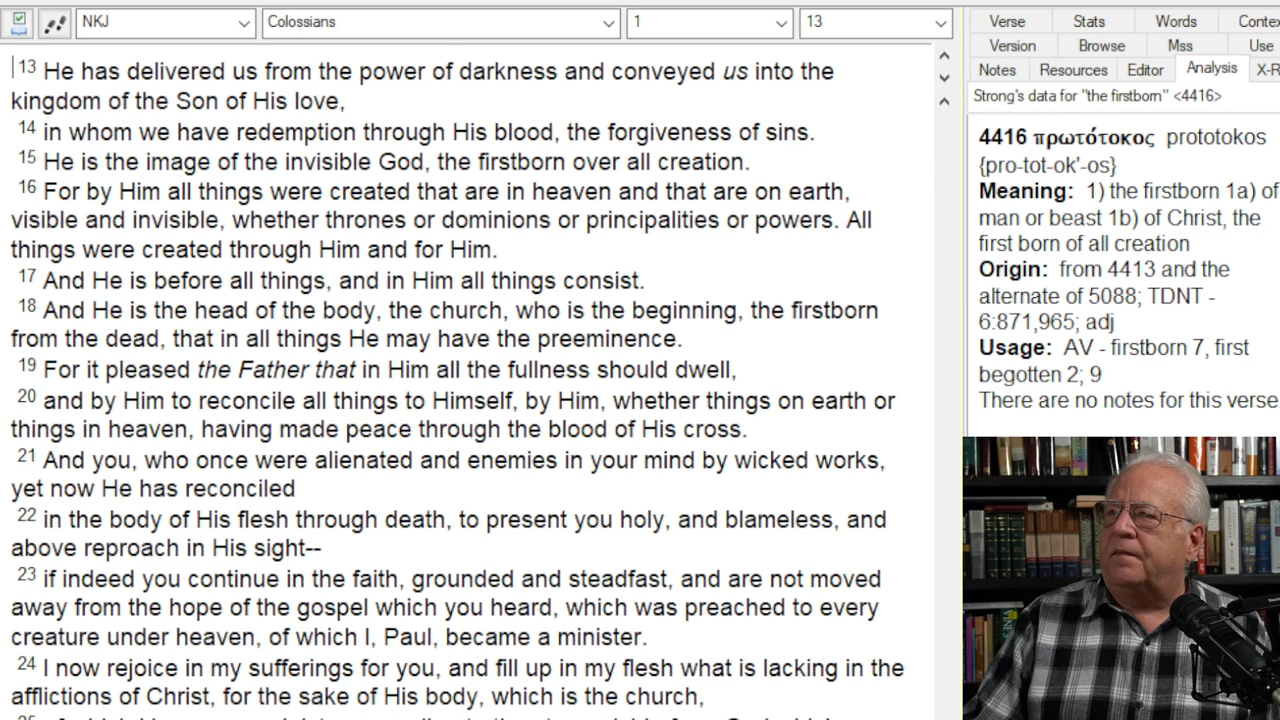 NKJ
Colossians
1
13
Verse Stats Words Contex
Version Browse Mss Use
Notes Resources Editor Analysis X-R
13 He has delivered us from the power of darkness and conveyed us into the
kingdom of the Son of His love,
14 in whom we have redemption through His blood, the forgiveness of sins.
15 He is the image of the invisible God, the firstborn over all creation.
16 For by Him all things were created that are in heaven and that are on earth,
visible and invisible, whether thrones or dominions or principalities or powers. All
things were created through Him and for Him.
17 And He is before all things, and in Him all things consist.
18 And He is the head of the body, the church, who is the beginning, the firstborn
from the dead, that in all things He may have the preeminence.
19 For it pleased the Father that in Him all the fullness should dwell,
20 and by Him to reconcile all things to Himself, by Him, whether things on earth or
things in heaven, having made peace through the blood of His cross.
21 And you, who once were alienated and enemies in your mind by wicked works,
yet now He has reconciled
22 in the body of His flesh through death, to present you holy, and blameless, and
above reproach in His sight--
23 if indeed you continue in the faith, grounded and steadfast, and are not moved
away from the hope of the gospel which you heard, which was preached to every
creature under heaven, of which I, Paul, became a minister.
24 I now rejoice in my sufferings for you, and fill up in my flesh what is lacking in the
afflictions of Christ, for the sake of His body, which is the church,
Strong's data for "the firstborn" <4416>
4416 πρωτότοκος prototokos
{pro-tot-ok'-os}
Meaning: 1) the firstborn 1a) of
man or beast 1b) of Christ, the
first born of all creation
Origin: from 4413 and the
alternate of 5088; TDNT -
6:871,965; adj
Usage: AV - firstborn 7, first
begotten 2; 9
There are no notes for this verse